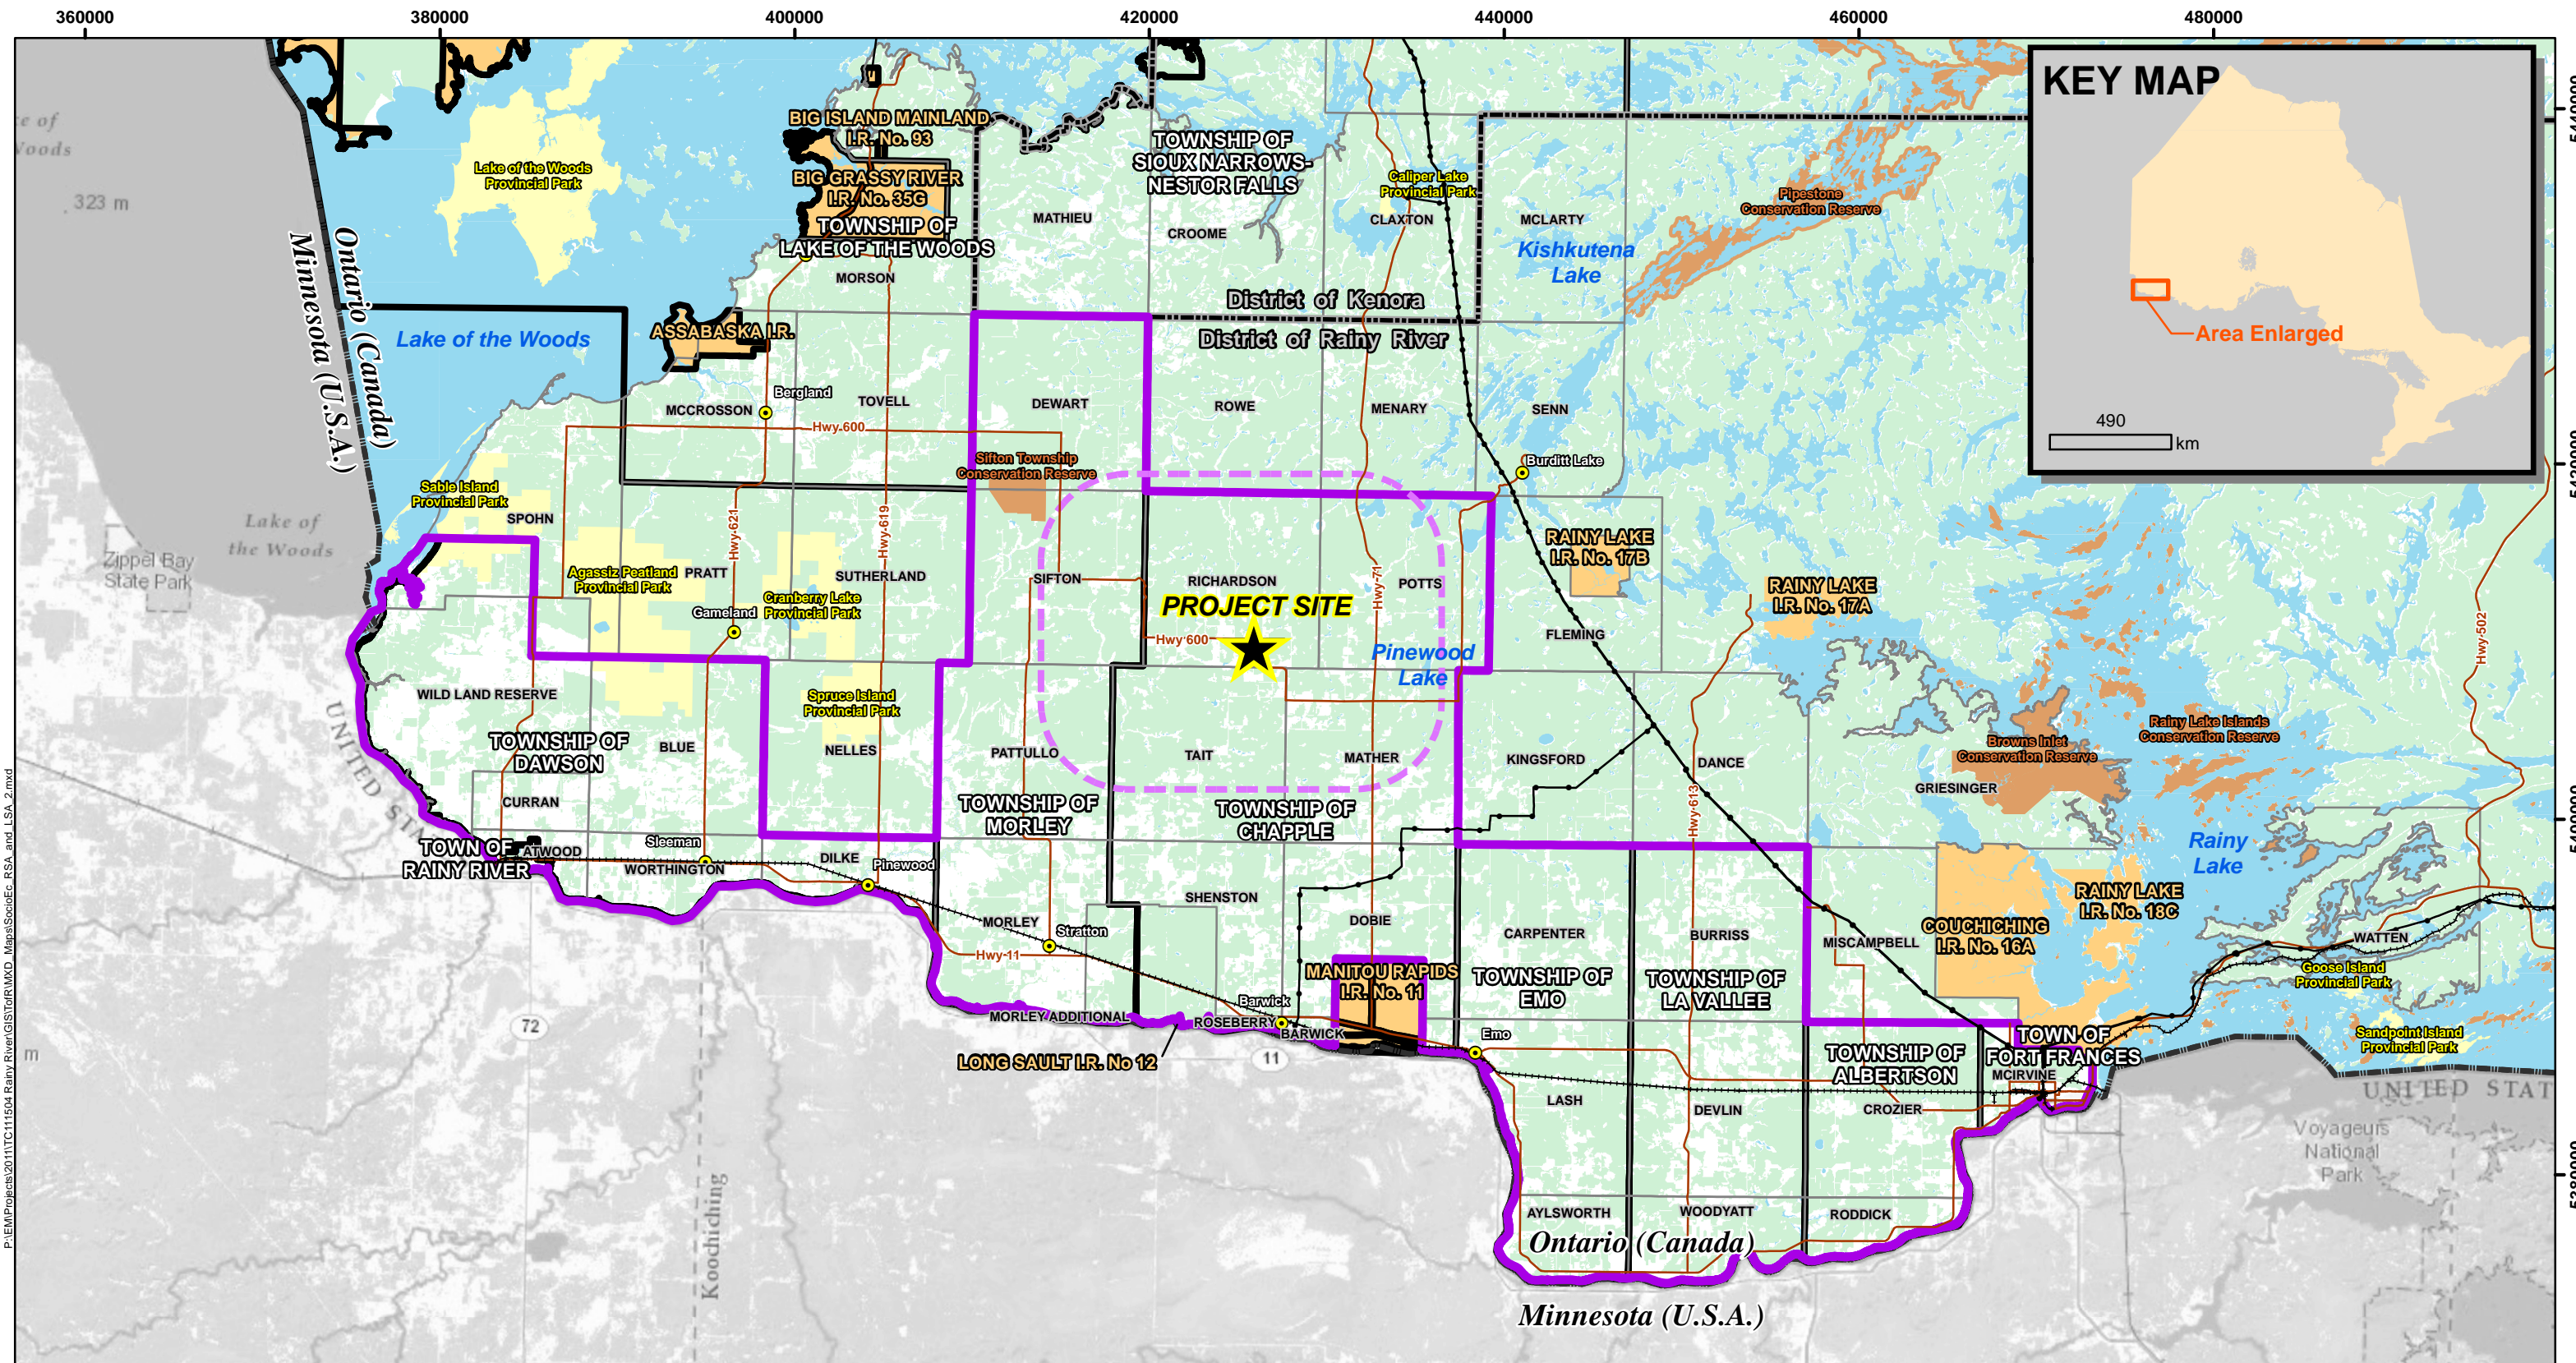 360000
380000
400000
420000
440000
460000
480000
KEY MAP
Area Enlarged
490
km
Woods
323 m
Lake of the Woods
Provincial Park
BIG ISLAND MAINLAND
I.R. No. 93
BIG GRASSY RIVER
I.R. No. 35G
TOWNSHIP OF
LAKE OF THE WOODS
MORSON
MATHIEU
TOWNSHIP OF
SIOUX NARROWS-
NESTOR FALLS
CROOME
Caliper Lake
Provincial Park
CLAXTON
MCLARTY
Kishkutena
Lake
Pipestone
Conservation Reserve
Ontario (Canada)
Minnesota (U.S.A.)
Lake of the Woods
ASSABASKA I.R.
District of Kenora
District of Rainy River
Bergland
MCCROSSON
TOVELL
DEWART
ROWE
MENARY
SENN
Hwy 600
Sifton Township
Conservation Reserve
Burditt Lake
Sable Island
Provincial Park
SPOHN
Lake of
the Woods
Zippel Bay
State Park
Hwy 621
Hwy 619
Agassiz Peatland
Provincial Park
PRATT
SUTHERLAND
Cranberry Lake
Provincial Park
Gameland
SIFTON
RICHARDSON
PROJECT SITE
Hwy 600
Hwy 71
POTTS
Pinewood
Lake
RAINY LAKE
I.R. No. 17B
RAINY LAKE
I.R. No. 17A
FLEMING
Hwy 502
WILD LAND RESERVE
Spruce Island
Provincial Park
TOWNSHIP OF
DAWSON
BLUE
NELLES
PATTULLO
TAIT
MATHER
KINGSFORD
DANCE
Browns Inlet
Conservation Reserve
Rainy Lake Islands
Conservation Reserve
GRIESINGER
CURRAN
TOWNSHIP OF
MORLEY
TOWNSHIP OF
CHAPPLE
Hwy 613
Rainy
Lake
TOWN OF
RAINY RIVER
ATWOOD
Sleeman
WORTHINGTON
DILKE
Pinewood
SHENSTON
DOBIE
MORLEY
Stratton
Hwy 11
CARPENTER
BURRISS
MISCAMPBELL
COUCHICHING
I.R. No. 16A
RAINY LAKE
I.R. No. 18C
WATTEN
Goose Island
Provincial Park
MANITOU RAPIDS
I.R. No. 11
TOWNSHIP OF
EMO
TOWNSHIP OF
LA VALLEE
MORLEY ADDITIONAL
Barwick
ROSEBERRY
BARWICK
Emo
LONG SAULT I.R. No 12
72
11
m
TOWN OF
FORT FRANCES
Sandpoint Island
Provincial Park
TOWNSHIP OF
ALBERTSON
MCIRVINE
LASH
DEVLIN
CROZIER
UNITED STAT
Voyageurs
National
Park
Koochiching
AYLSWORTH
WOODYATT
RODDICK
Ontario (Canada)
Minnesota (U.S.A.)
P:\EM\Projects\2011\TC111504 Rainy River\GIS\TofR\MXD_Maps\SocioEc_RSA_and_LSA_2.mxd